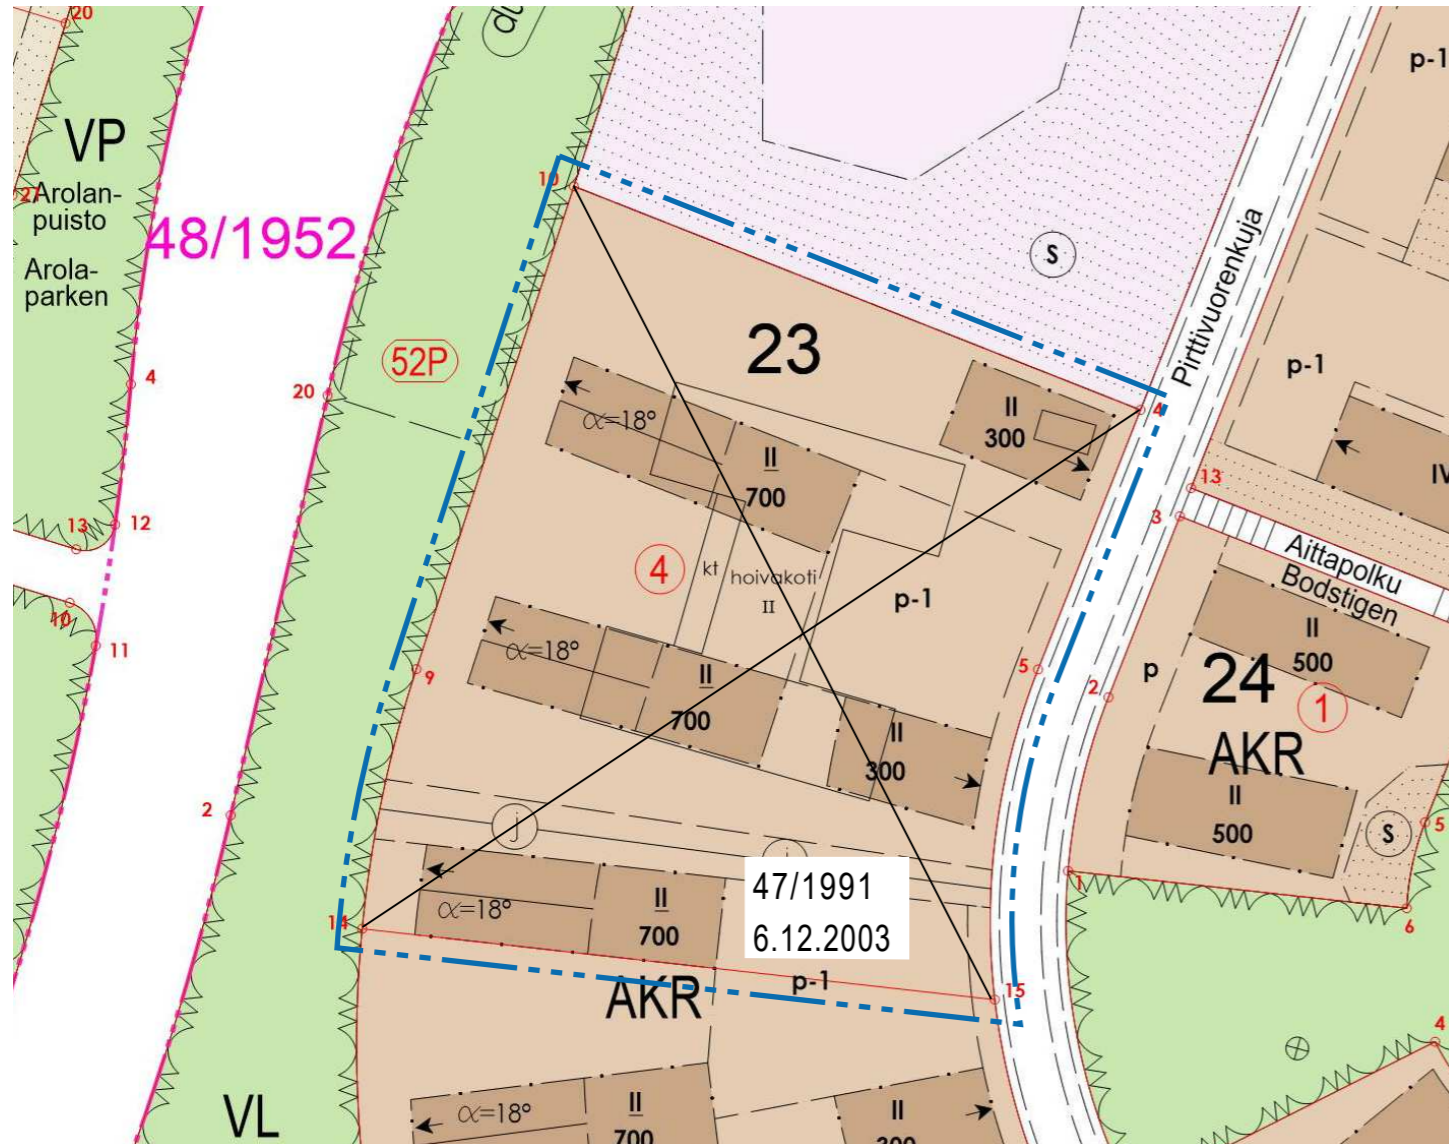 20
VP
Arolan-
puisto
Arola-
parken
27
48/1952
52P
20
4
12
13
10
11
2
9
14
10
23
S
Pirttivuorenkuja
p-1
p-1
α=18°
II
700
II
300
4
13
3
IV
Aittapolku
Bodstigen
4
kt
hoivakoti
II
p-1
5
2
p
24
1
AKR
II
500
II
500
α=18°
II
700
II
300
j
j
47/1991
6.12.2003
α=18°
II
700
AKR
p-1
15
1
S
5
6
4
VL
α=18°
II
700
II
300